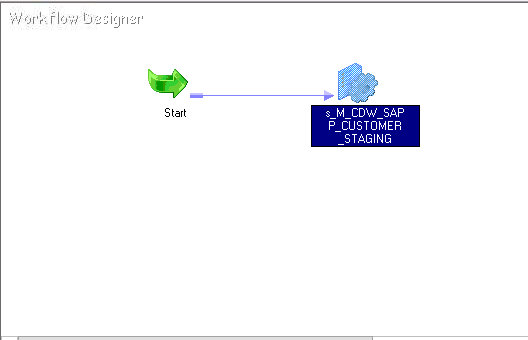 Workflow Designer
Start
s_M_CDW_SAP
P_CUSTOMER
_STAGING